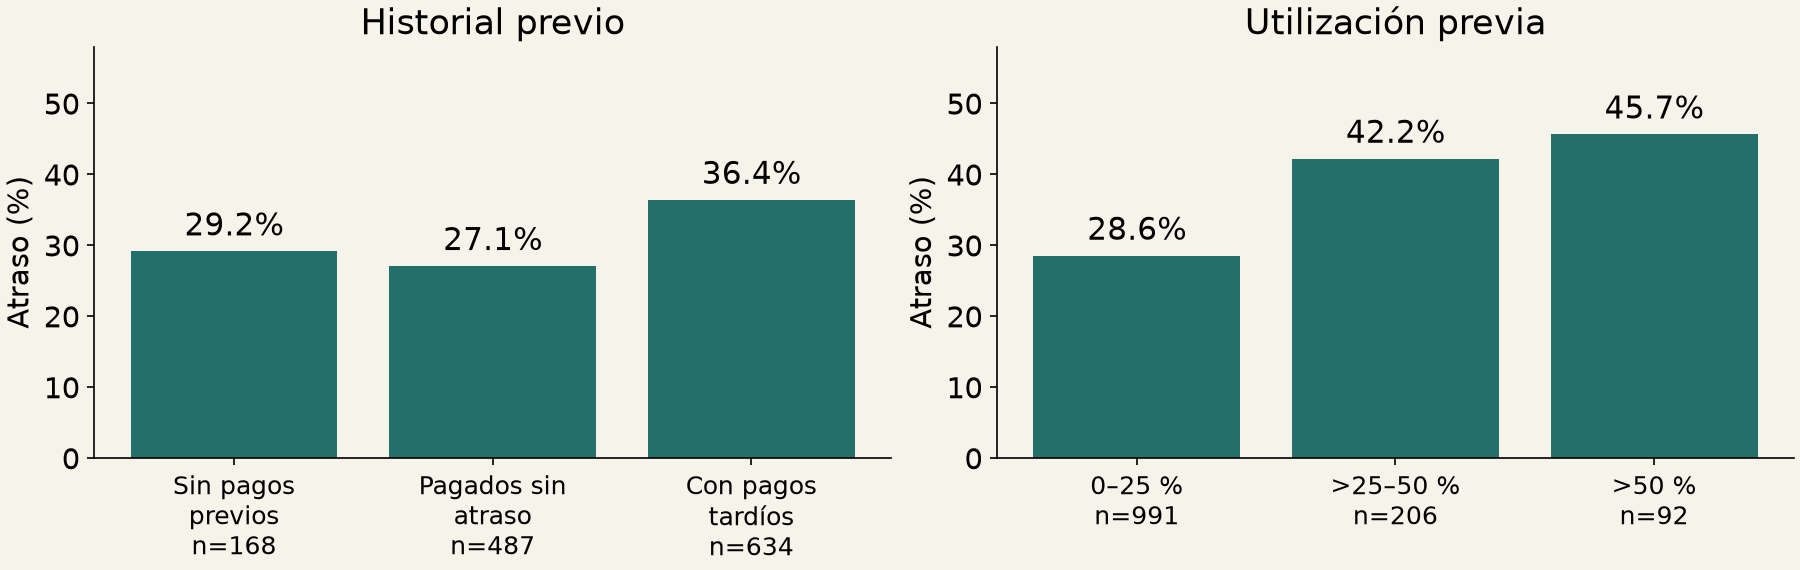 Historial previo
Atraso (%)
50
40
30
20
10
0
29.2%
27.1%
36.4%
Sin pagos
previos
n=168
Pagados sin
atraso
n=487
Con pagos
tardíos
n=634
Utilización previa
Atraso (%)
50
40
30
20
10
0
28.6%
42.2%
45.7%
0–25 %
n=991
>25–50 %
n=206
>50 %
n=92